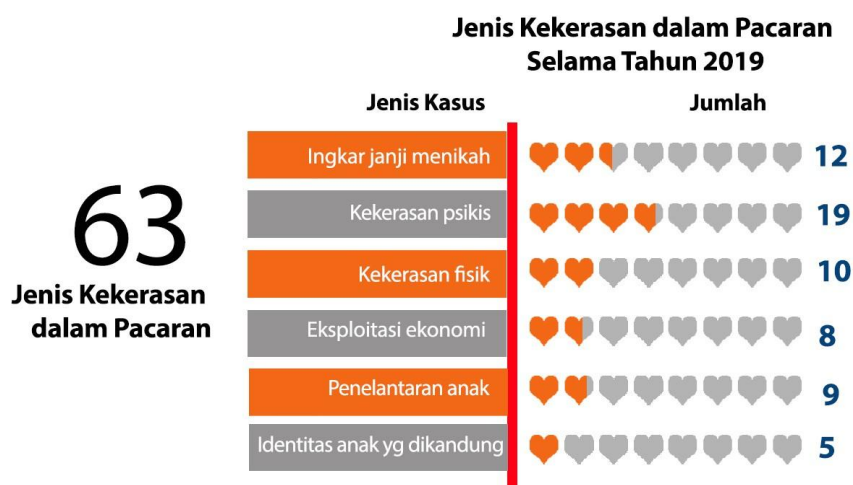 Jenis Kekerasan dalam Pacaran
Selama Tahun 2019
Jenis Kasus
Jumlah
63
Jenis Kekerasan
dalam Pacaran
Ingkar janji menikah
12
Kekerasan psikis
19
Kekerasan fisik
10
Eksploitasi ekonomi
8
Penelantaran anak
9
Identitas anak yg dikandung
5